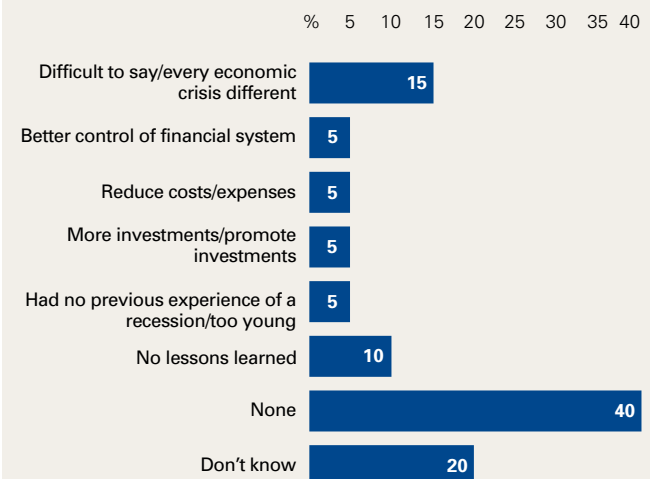 % 5 10 15 20 25 30 35 40
Difficult to say/every economic
crisis different
15
Better control of financial system
5
Reduce costs/expenses
5
More investments/promote
investments
5
Had no previous experience of a
recession/too young
5
No lessons learned
10
None
40
Don't know
20